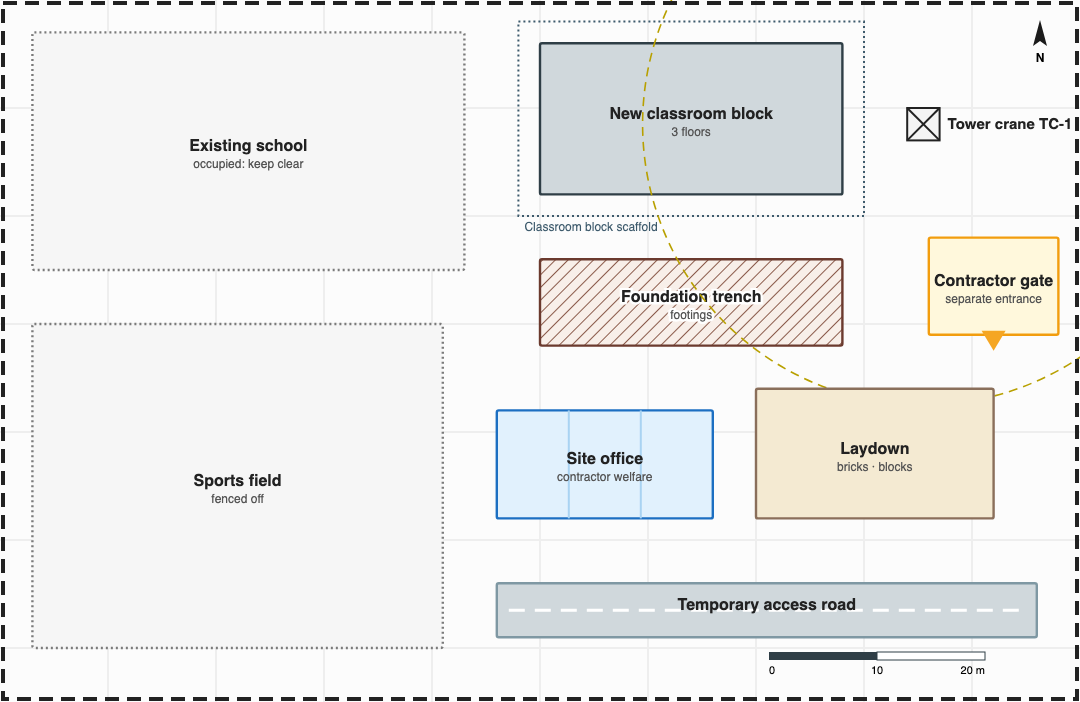 N
New classroom block
3 floors
Tower crane TC-1
Existing school
occupied: keep clear
Classroom block scaffold
Contractor gate
separate entrance
Foundation trench
footings
Laydown
bricks · blocks
Site office
contractor welfare
Sports field
fenced off
Temporary access road
0 10 20 m